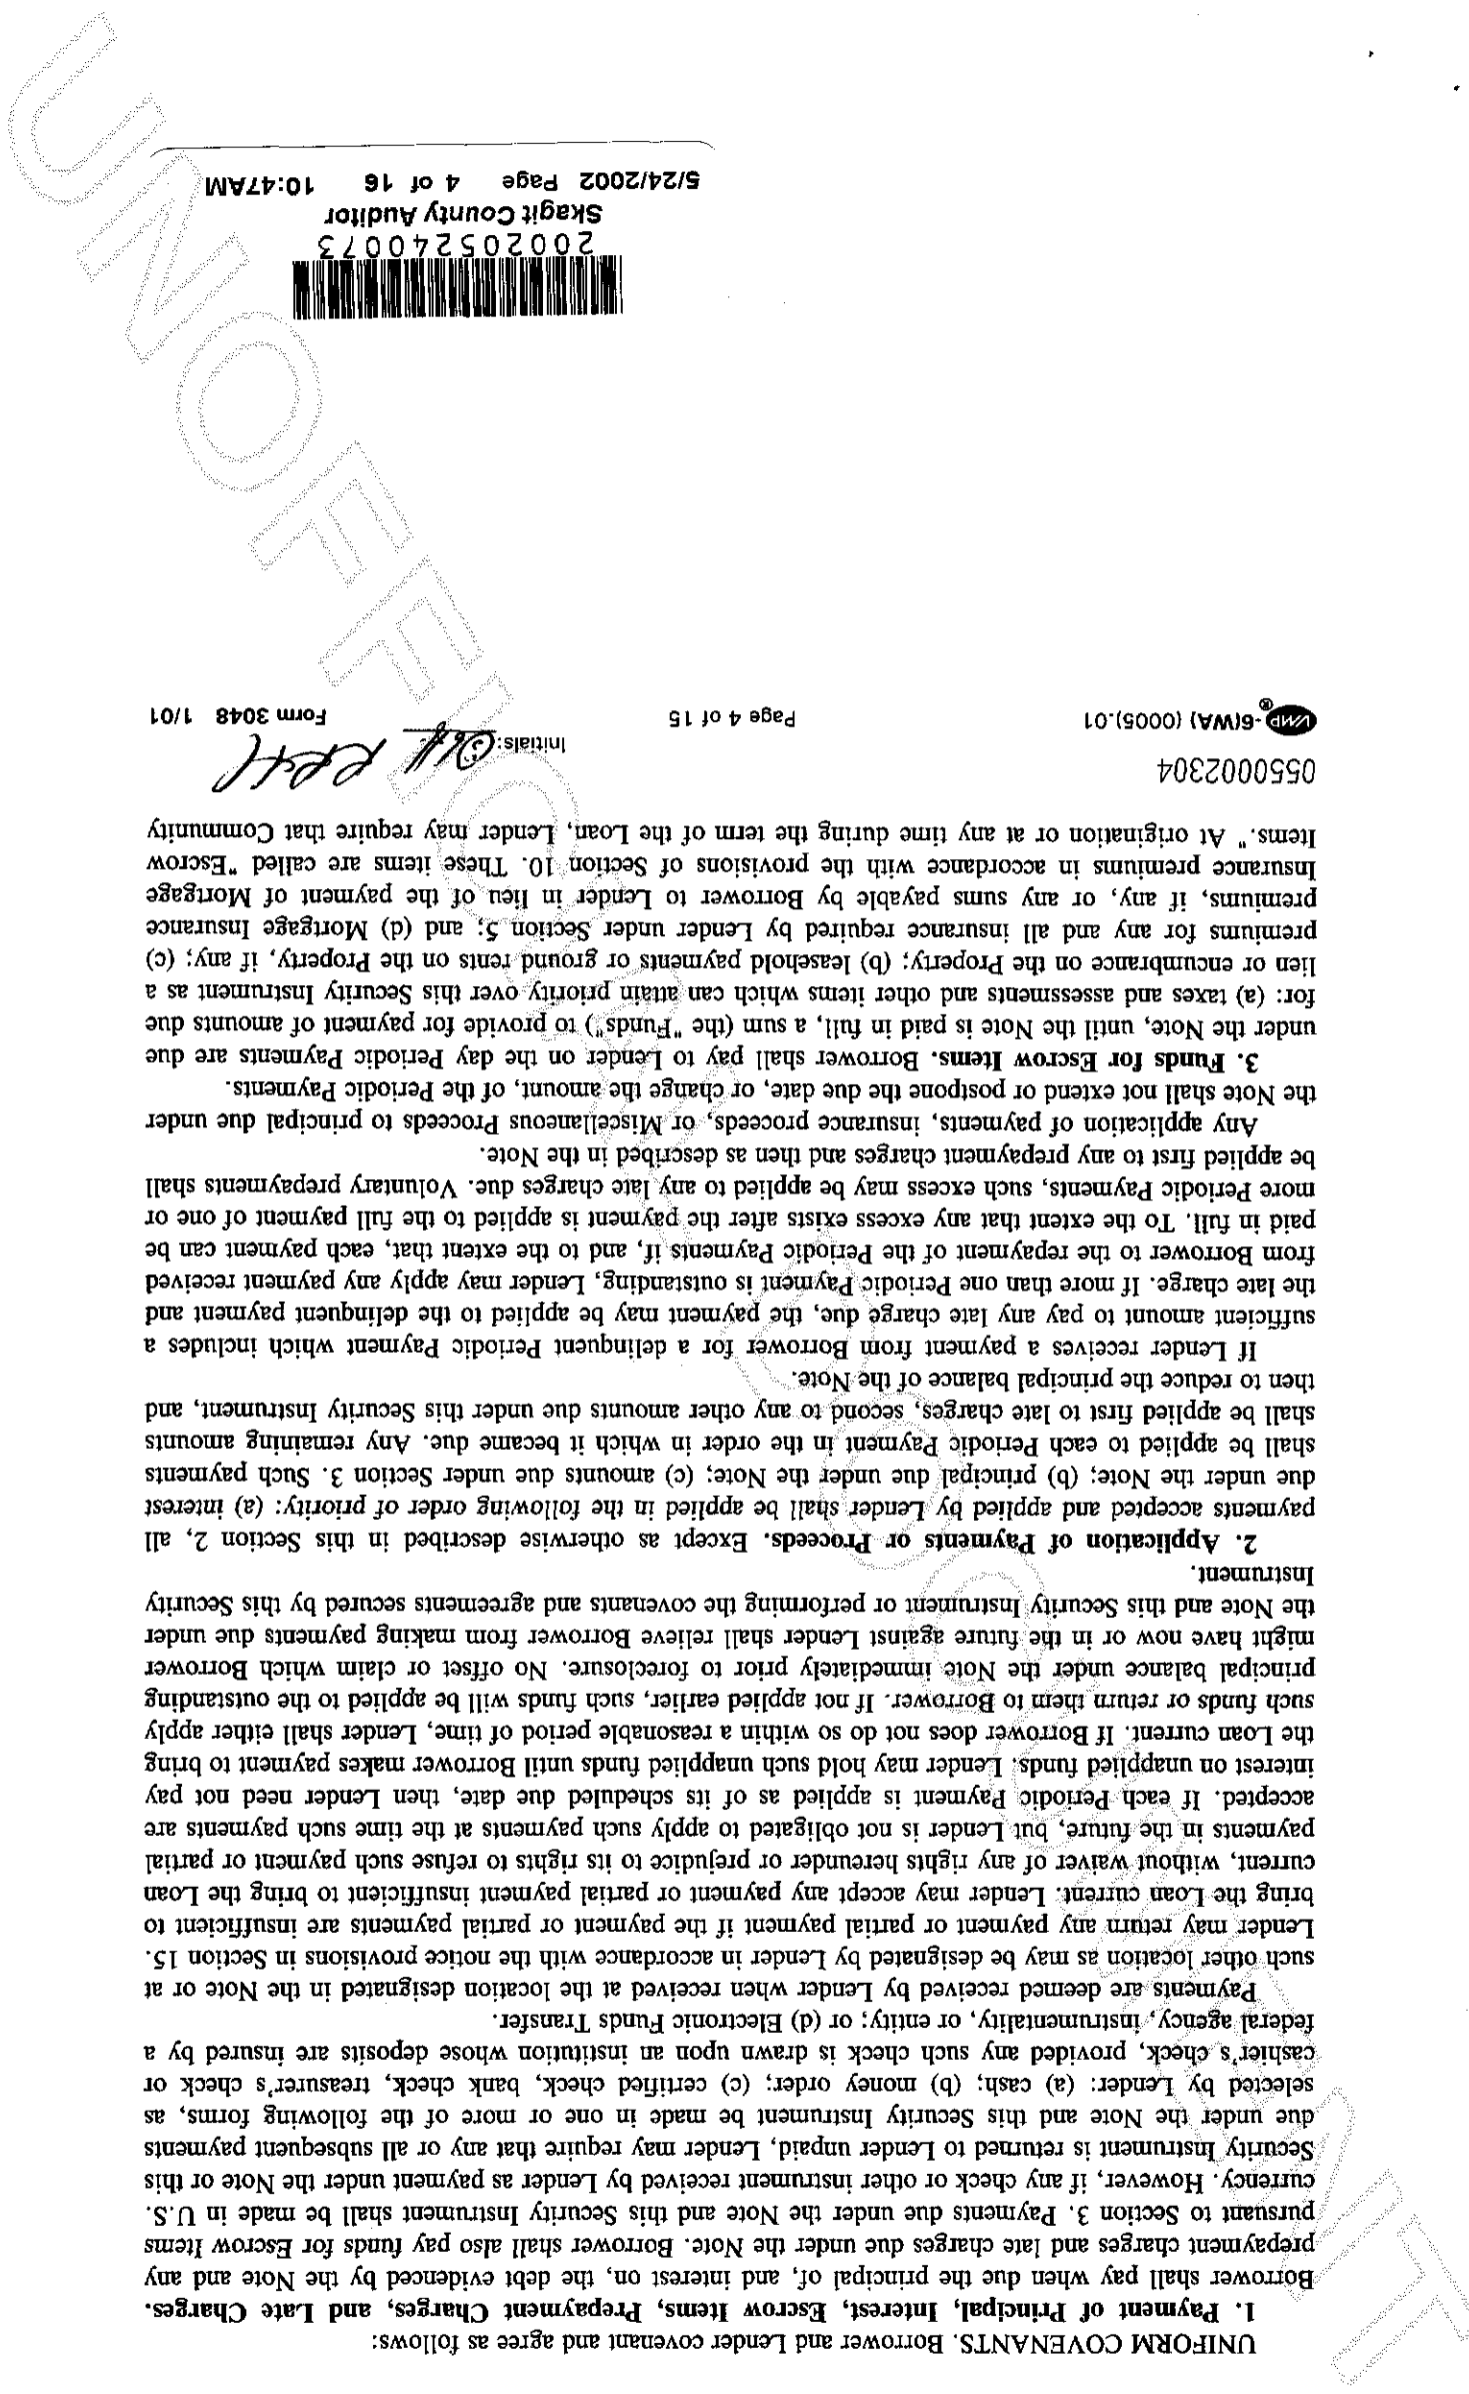 UNIFORM COVENANTS. Borrower and Lender covenant and agree as follows:
1. Payment of Principal, Interest, Escrow Items, Prepayment Charges, and Late Charges.
Borrower shall pay when due the principal of, and interest on, the debt evidenced by the Note and any
prepayment charges and late charges due under the Note. Borrower shall also pay funds for Escrow Items
pursuant to Section 3. Payments due under the Note and this Security Instrument shall be made in U.S.
currency. However, if any check or other instrument received by Lender as payment under the Note or this
Security Instrument is returned to Lender unpaid, Lender may require that any or all subsequent payments
due under the Note and this Security Instrument be made in one or more of the following forms, as
selected by Lender: (a) cash; (b) money order; (c) certified check, bank check, treasurer's check or
cashier's check, provided any such check is drawn upon an institution whose deposits are insured by a
federal agency, instrumentality, or entity; or (d) Electronic Funds Transfer.
Payments are deemed received by Lender when received at the location designated in the Note or at
such other location as may be designated by Lender in accordance with the notice provisions in Section 15.
Lender may return any payment or partial payment if the payment or partial payments are insufficient to
bring the Loan current. Lender may accept any payment or partial payment insufficient to bring the Loan
current, without waiver of any rights hereunder or prejudice to its rights to refuse such payment or partial
payments in the future, but Lender is not obligated to apply such payments at the time such payments are
accepted. If each Periodic Payment is applied as of its scheduled due date, then Lender need not pay
interest on unapplied funds. Lender may hold such unapplied funds until Borrower makes payment to bring
the Loan current. If Borrower does not do so within a reasonable period of time, Lender shall either apply
such funds or return them to Borrower. If not applied earlier, such funds will be applied to the outstanding
principal balance under the Note immediately prior to foreclosure. No offset or claim which Borrower
might have now or in the future against Lender shall relieve Borrower from making payments due under
the Note and this Security Instrument or performing the covenants and agreements secured by this Security
Instrument.
2. Application of Payments or Proceeds. Except as otherwise described in this Section 2, all
payments accepted and applied by Lender shall be applied in the following order of priority: (a) interest
due under the Note; (b) principal due under the Note; (c) amounts due under Section 3. Such payments
shall be applied to each Periodic Payment in the order in which it became due. Any remaining amounts
shall be applied first to late charges, second to any other amounts due under this Security Instrument, and
then to reduce the principal balance of the Note.
If Lender receives a payment from Borrower for a delinquent Periodic Payment which includes a
sufficient amount to pay any late charge due, the payment may be applied to the delinquent payment and
the late charge. If more than one Periodic Payment is outstanding, Lender may apply any payment received
from Borrower to the repayment of the Periodic Payments if, and to the extent that, each payment can be
paid in full. To the extent that any excess exists after the payment is applied to the full payment of one or
more Periodic Payments, such excess may be applied to any late charges due. Voluntary prepayments shall
be applied first to any prepayment charges and then as described in the Note.
Any application of payments, insurance proceeds, or Miscellaneous Proceeds to principal due under
the Note shall not extend or postpone the due date, or change the amount, of the Periodic Payments.
3. Funds for Escrow Items. Borrower shall pay to Lender on the day Periodic Payments are due
under the Note, until the Note is paid in full, a sum (the "Funds") to provide for payment of amounts due
for: (a) taxes and assessments and other items which can attain priority over this Security Instrument as a
lien or encumbrance on the Property; (b) leasehold payments or ground rents on the Property, if any; (c)
premiums for any and all insurance required by Lender under Section 5; and (d) Mortgage Insurance
premiums, if any, or any sums payable by Borrower to Lender in lieu of the payment of Mortgage
Insurance premiums in accordance with the provisions of Section 10. These items are called "Escrow
Items." At origination or at any time during the term of the Loan, Lender may require that Community
0550002304
Initials:
VMP®-6(WA) (0005).01 Page 4 of 15 Form 3048 1/01
200205240073
Skagit County Auditor
5/24/2002 Page 4 of 16 10:47AM
UNOFFICIAL DOCUMENT